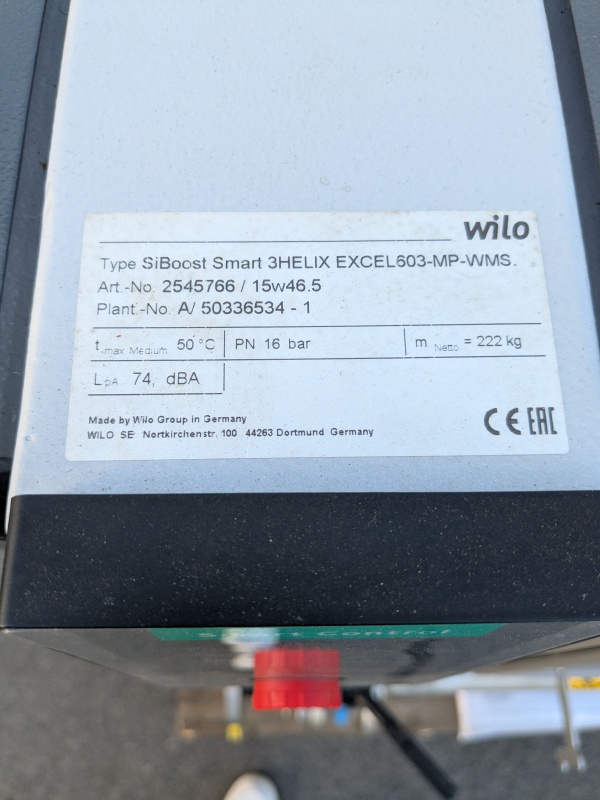 wilo
Type SiBoost Smart 3HELIX EXCEL603-MP-WMS.
Art.-No. 2545766 / 15w46.5
Plant.-No. A/ 50336534 - 1
t max Medium 50 °C PN 16 bar m Netto = 222 kg
LpA 74, dBA
Made by Wilo Group in Germany
WILO SE Nortkirchenstr. 100 44263 Dortmund Germany
CE EAC
Smart Control